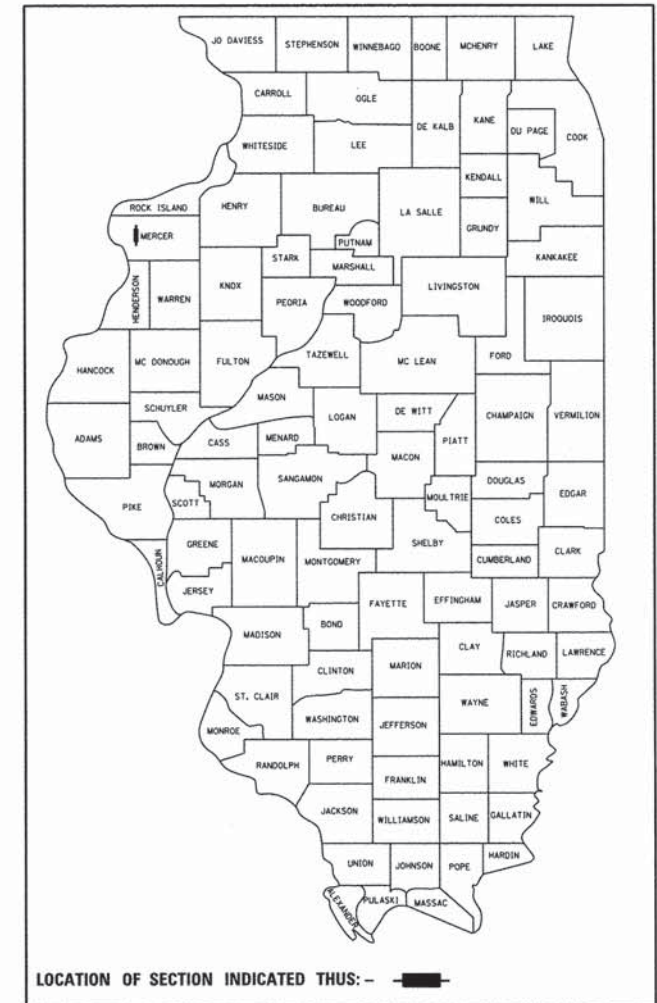 JO DAVIESS
STEPHENSON
WINNEBAGO
BOONE
MCHENRY
LAKE
CARROLL
OGLE
DE KALB
KANE
DU PAGE
COOK
WHITESIDE
LEE
KENDALL
WILL
ROCK ISLAND
HENRY
BUREAU
LA SALLE
GRUNDY
MERCER
PUTNAM
STARK
MARSHALL
KANKAKEE
HENDERSON
WARREN
KNOX
PEORIA
WOODFORD
LIVINGSTON
IROQUOIS
HANCOCK
MC DONOUGH
FULTON
TAZEWELL
MC LEAN
FORD
SCHUYLER
MASON
LOGAN
DE WITT
CHAMPAIGN
VERMILION
ADAMS
BROWN
CASS
MENARD
MACON
PIATT
PIKE
SCOTT
MORGAN
SANGAMON
CHRISTIAN
MOULTRIE
DOUGLAS
EDGAR
COLES
CALHOUN
GREENE
MACOUPIN
MONTGOMERY
SHELBY
CUMBERLAND
CLARK
JERSEY
FAYETTE
EFFINGHAM
JASPER
CRAWFORD
MADISON
BOND
CLAY
RICHLAND
LAWRENCE
CLINTON
MARION
ST. CLAIR
WAYNE
EDWARDS
WABASH
MONROE
WASHINGTON
JEFFERSON
RANDOLPH
PERRY
HAMILTON
WHITE
FRANKLIN
JACKSON
WILLIAMSON
SALINE
GALLATIN
UNION
JOHNSON
POPE
HARDIN
ALEXANDER
PULASKI
MASSAC
LOCATION OF SECTION INDICATED THUS: -